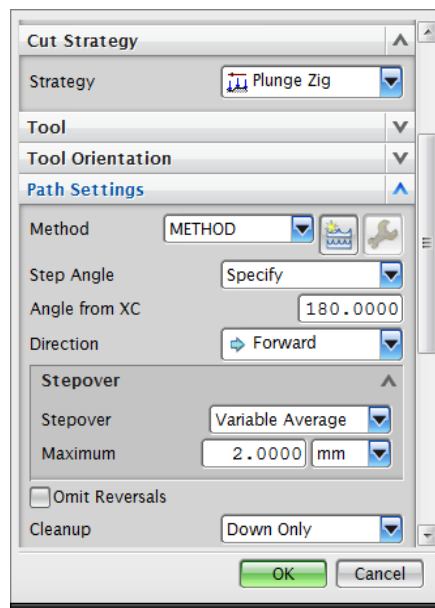 Cut Strategy
Strategy Plunge Zig
Tool
Tool Orientation
Path Settings
Method METHOD
Step Angle Specify
Angle from XC 180.0000
Direction Forward
Stepover
Stepover Variable Average
Maximum 2.0000 mm
Omit Reversals
Cleanup Down Only
OK Cancel